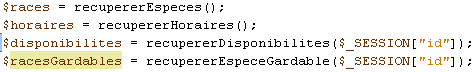 $races = recupererEspeces();
$horaires = recupererHoraires();
$disponibilites = recupererDisponibilites($_SESSION["id"]);
$racesGardables = recupererEspeceGardable($_SESSION["id"]);